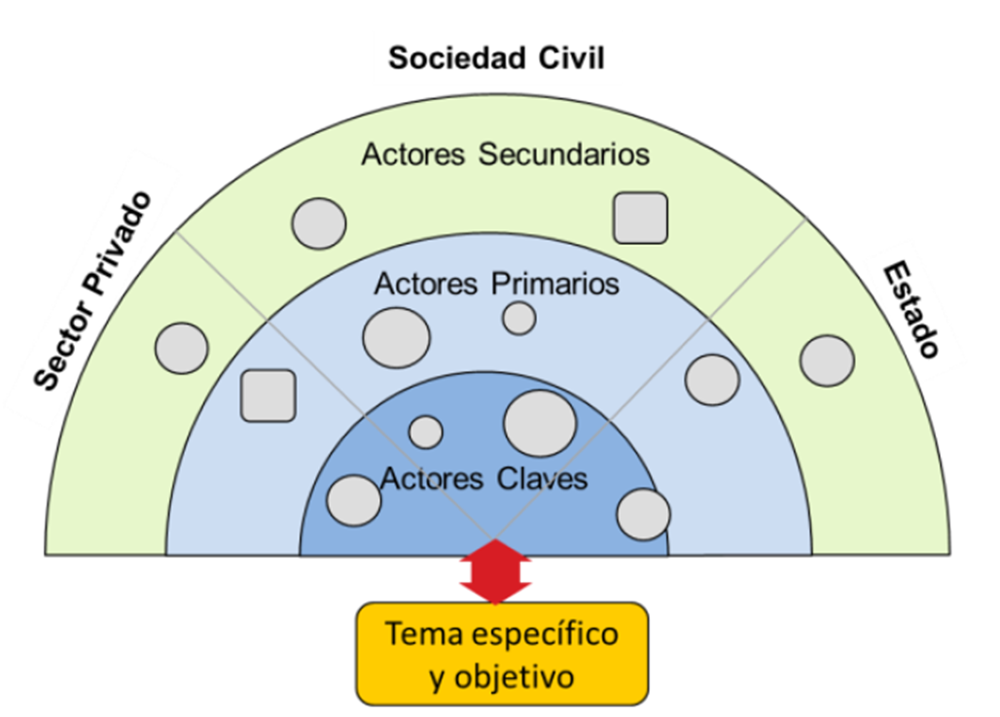 Sociedad Civil
Actores Secundarios
Sector Privado
Actores Primarios
Estado
Actores Claves
Tema específico
y objetivo